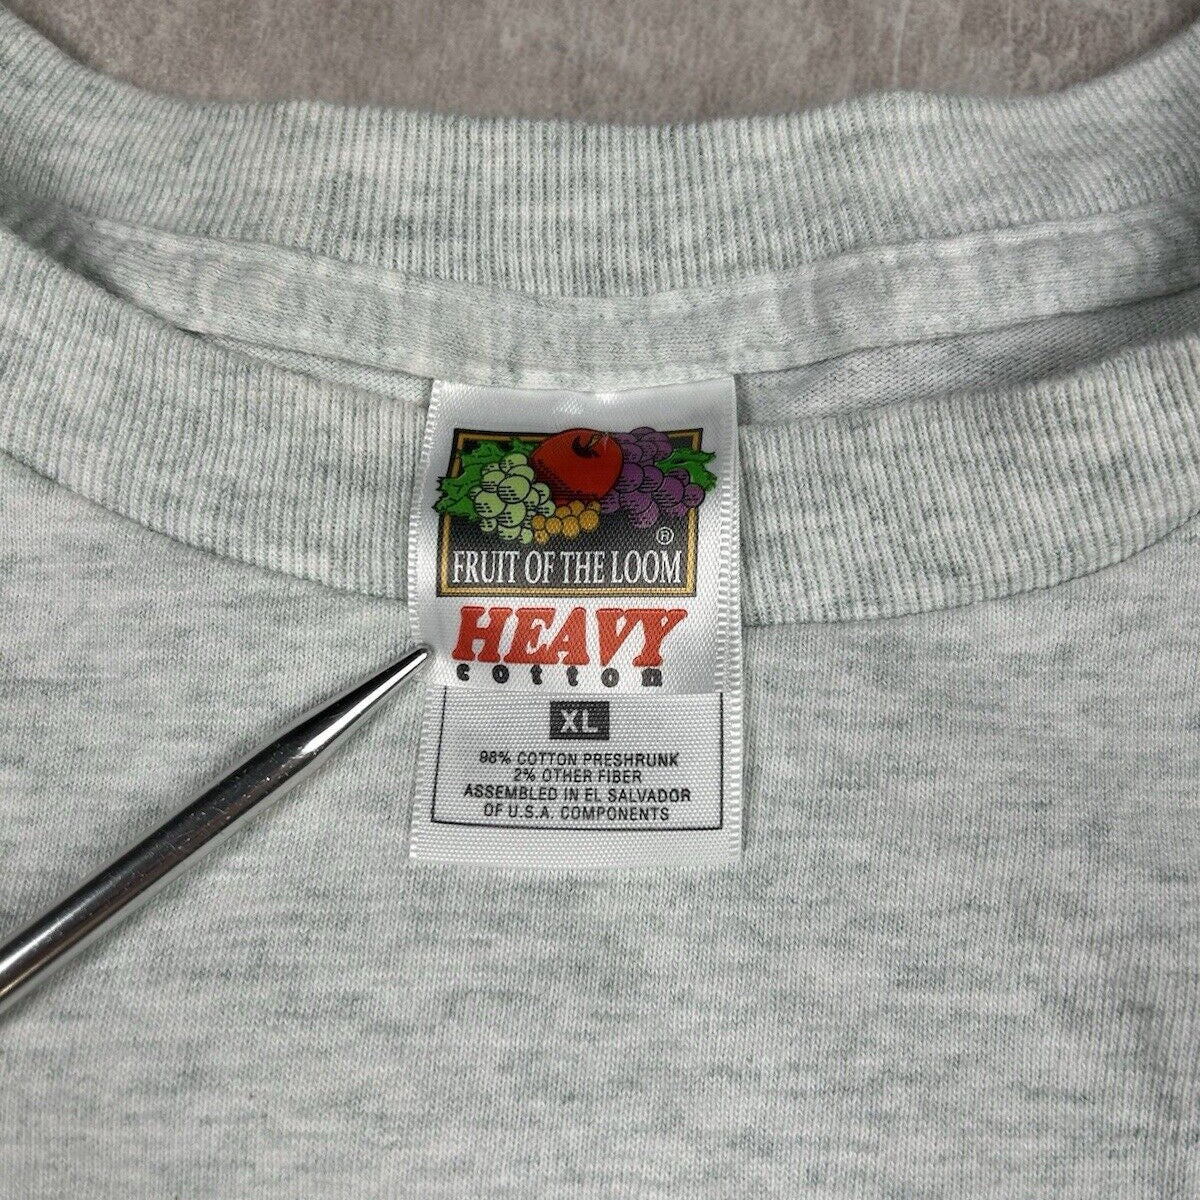 ®
FRUIT OF THE LOOM
HEAVY
cotton
XL
98% COTTON PRESHRUNK
2% OTHER FIBER
ASSEMBLED IN EL SALVADOR
OF U.S.A. COMPONENTS